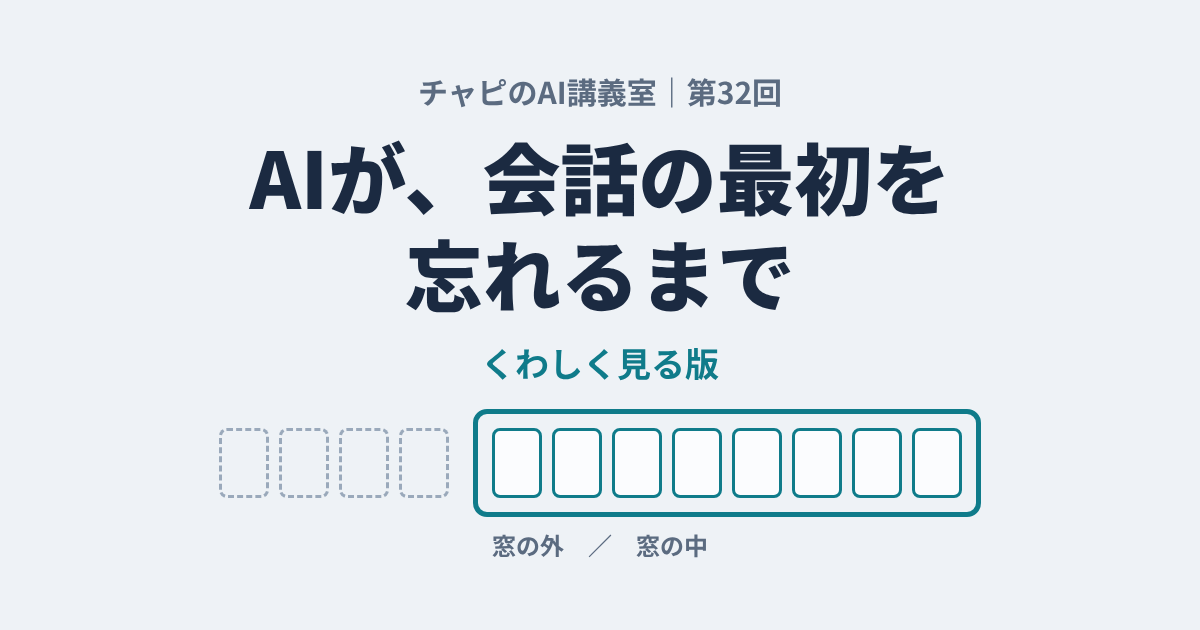 チャピのAI講義室｜第32回
AIが、会話の最初を
忘れるまで
くわしく見る版
窓の外　／　窓の中